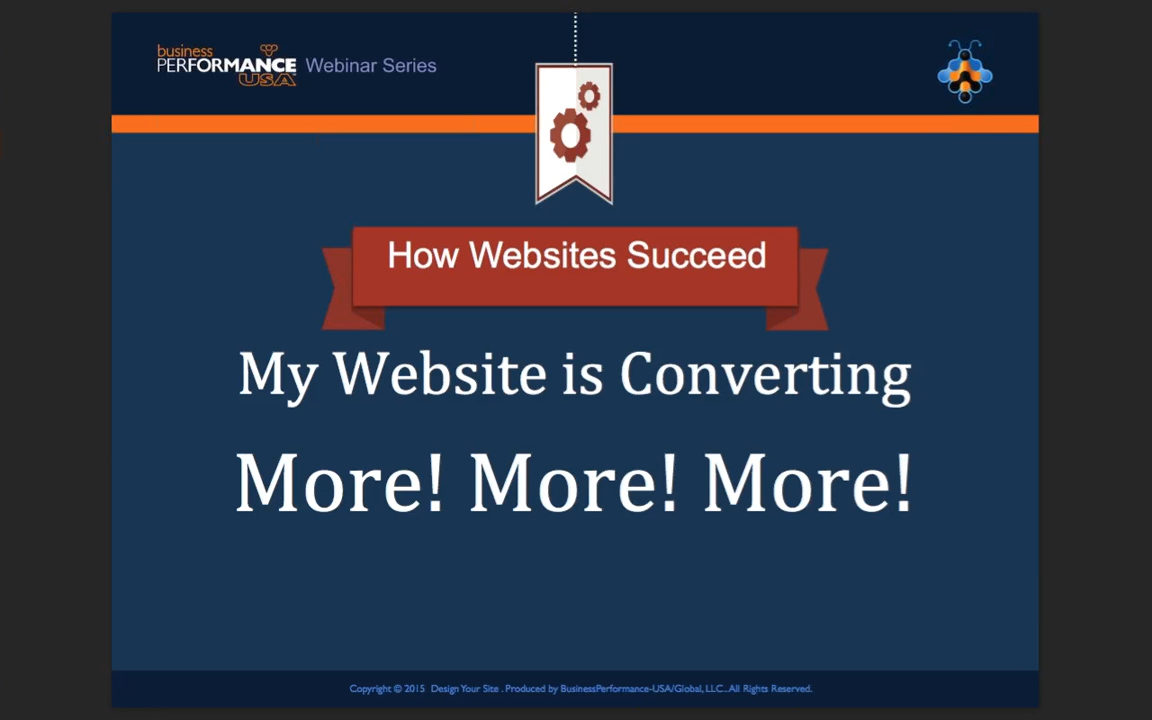 business
PERFORMANCE
USA
Webinar Series
How Websites Succeed
My Website is Converting
More! More! More!
Copyright © 2015 Design Your Site . Produced by BusinessPerformance-USA/Global, LLC.. All Rights Reserved.